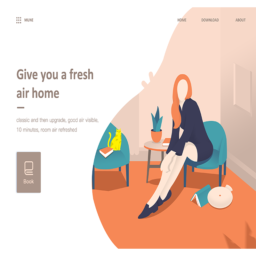 HOME DOWNLOAD ABOUT
Give you a fresh
air home
classic and then upgrade, good air visible,
10 minutes, room air refreshed
Book